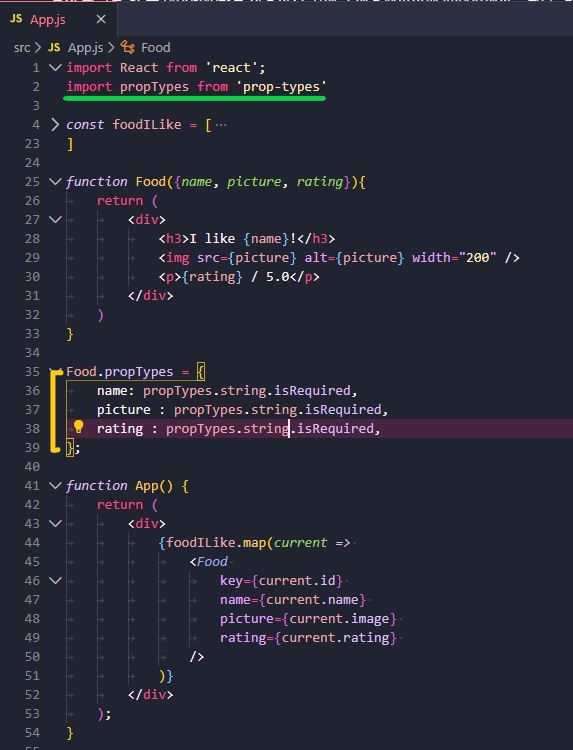 JS App.js ×
src > JS App.js > Food
1 import React from 'react';
2 import propTypes from 'prop-types'
3
4 const foodILike = [ ···
23 ]
24
25 function Food({name, picture, rating}){
26 return (
27 <div>
28 <h3>I like {name}!</h3>
29 <img src={picture} alt={picture} width="200" />
30 <p>{rating} / 5.0</p>
31 </div>
32 )
33 }
34
35 Food.propTypes = {
36 name: propTypes.string.isRequired,
37 picture : propTypes.string.isRequired,
38 rating : propTypes.string.isRequired,
39 };
40
41 function App() {
42 return (
43 <div>
44 {foodILike.map(current =>
45 <Food
46 key={current.id}
47 name={current.name}
48 picture={current.image}
49 rating={current.rating}
50 />
51 )}
52 </div>
53 );
54 }